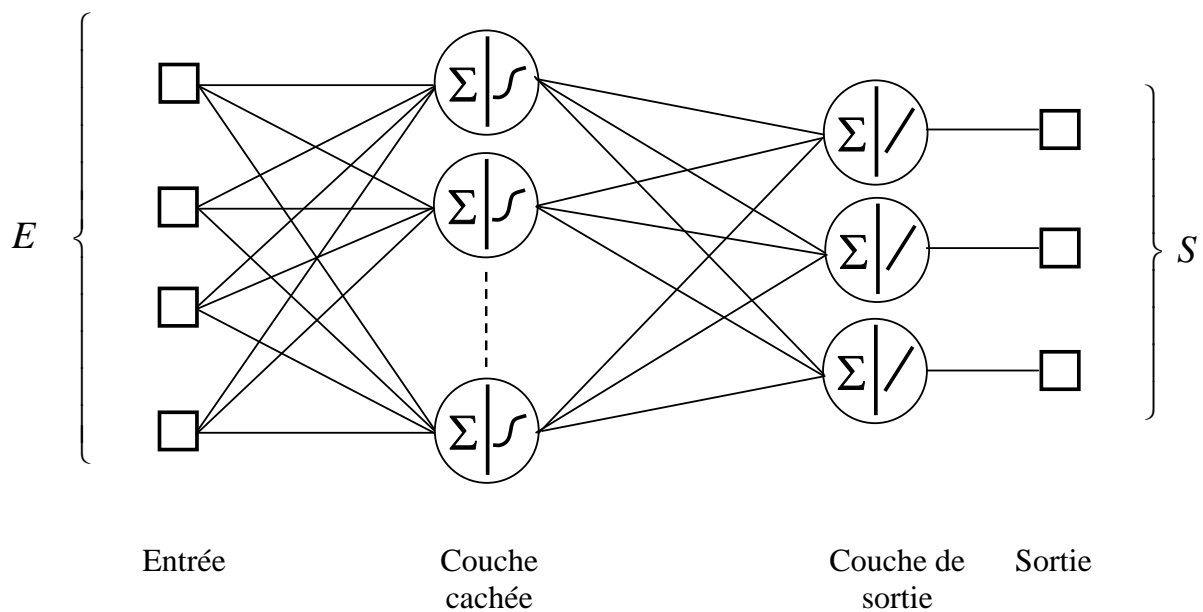 Σ
Σ
Σ
Σ
E
S
Σ
Σ
Σ
Entrée
Couche
cachée
Couche de
sortie
Sortie